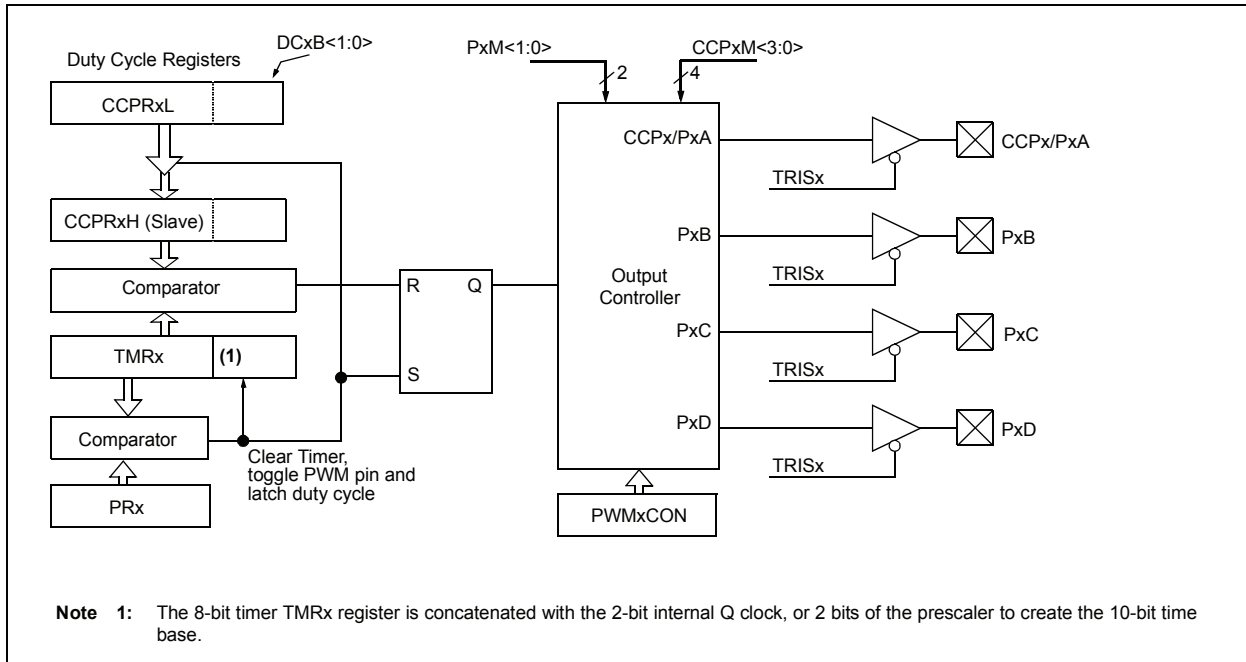 DCxB<1:0>
Duty Cycle Registers
CCPRxL
CCPRxH (Slave)
Comparator
TMRx
(1)
Comparator
PRx
Clear Timer,
toggle PWM pin and
latch duty cycle
R
Q
S
PxM<1:0>
2
CCPxM<3:0>
4
Output
Controller
CCPx/PxA
PxB
PxC
PxD
PWMxCON
TRISx
CCPx/PxA
TRISx
PxB
TRISx
PxC
TRISx
PxD
Note 1: The 8-bit timer TMRx register is concatenated with the 2-bit internal Q clock, or 2 bits of the prescaler to create the 10-bit time
base.